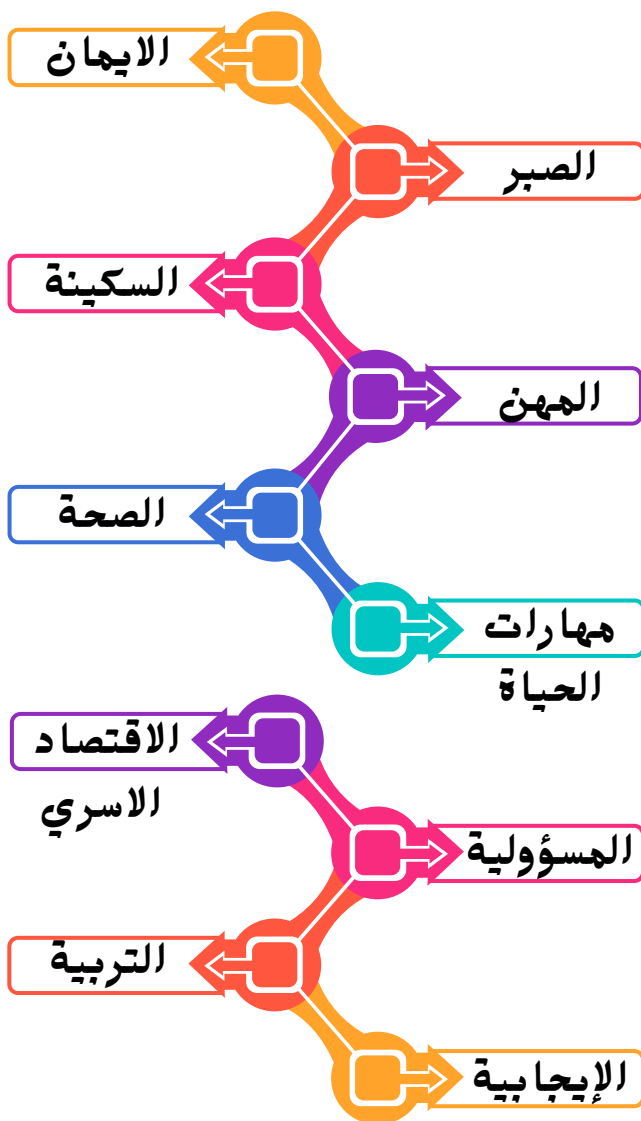 الايمان
الصبر
السكينة
المهن
الصحة
مهارات
الحياة
الاقتصاد
الاسري
المسؤولية
التربية
الإيجابية